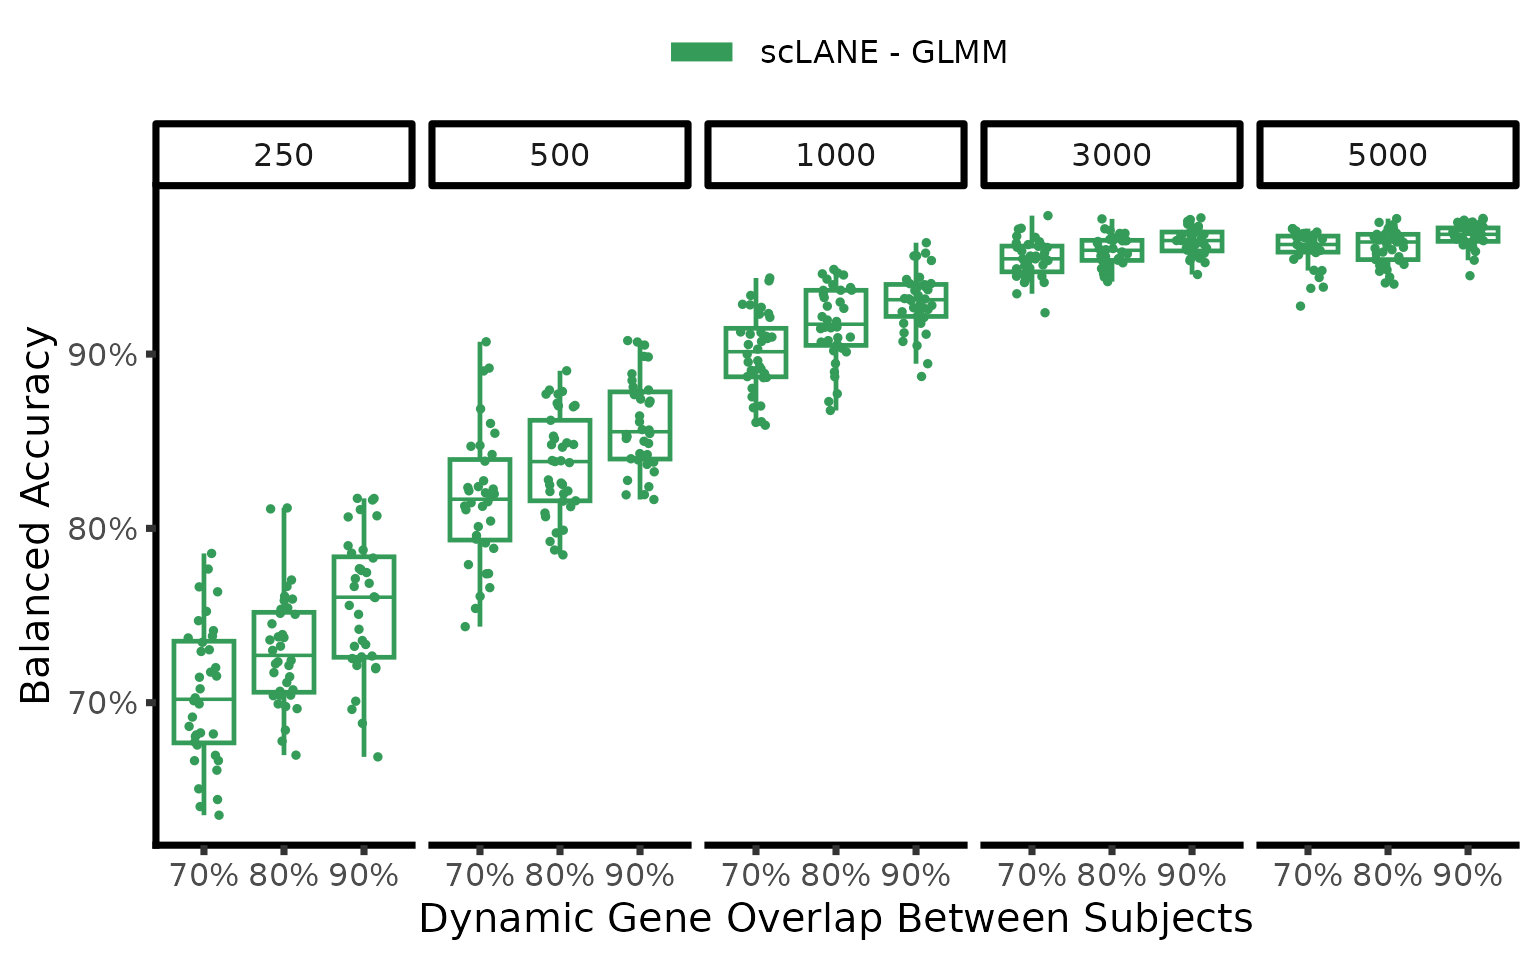 scLANE - GLMM
250 500 1000 3000 5000
Balanced Accuracy
90%
80%
70%
70% 80% 90% 70% 80% 90% 70% 80% 90% 70% 80% 90% 70% 80% 90%
Dynamic Gene Overlap Between Subjects